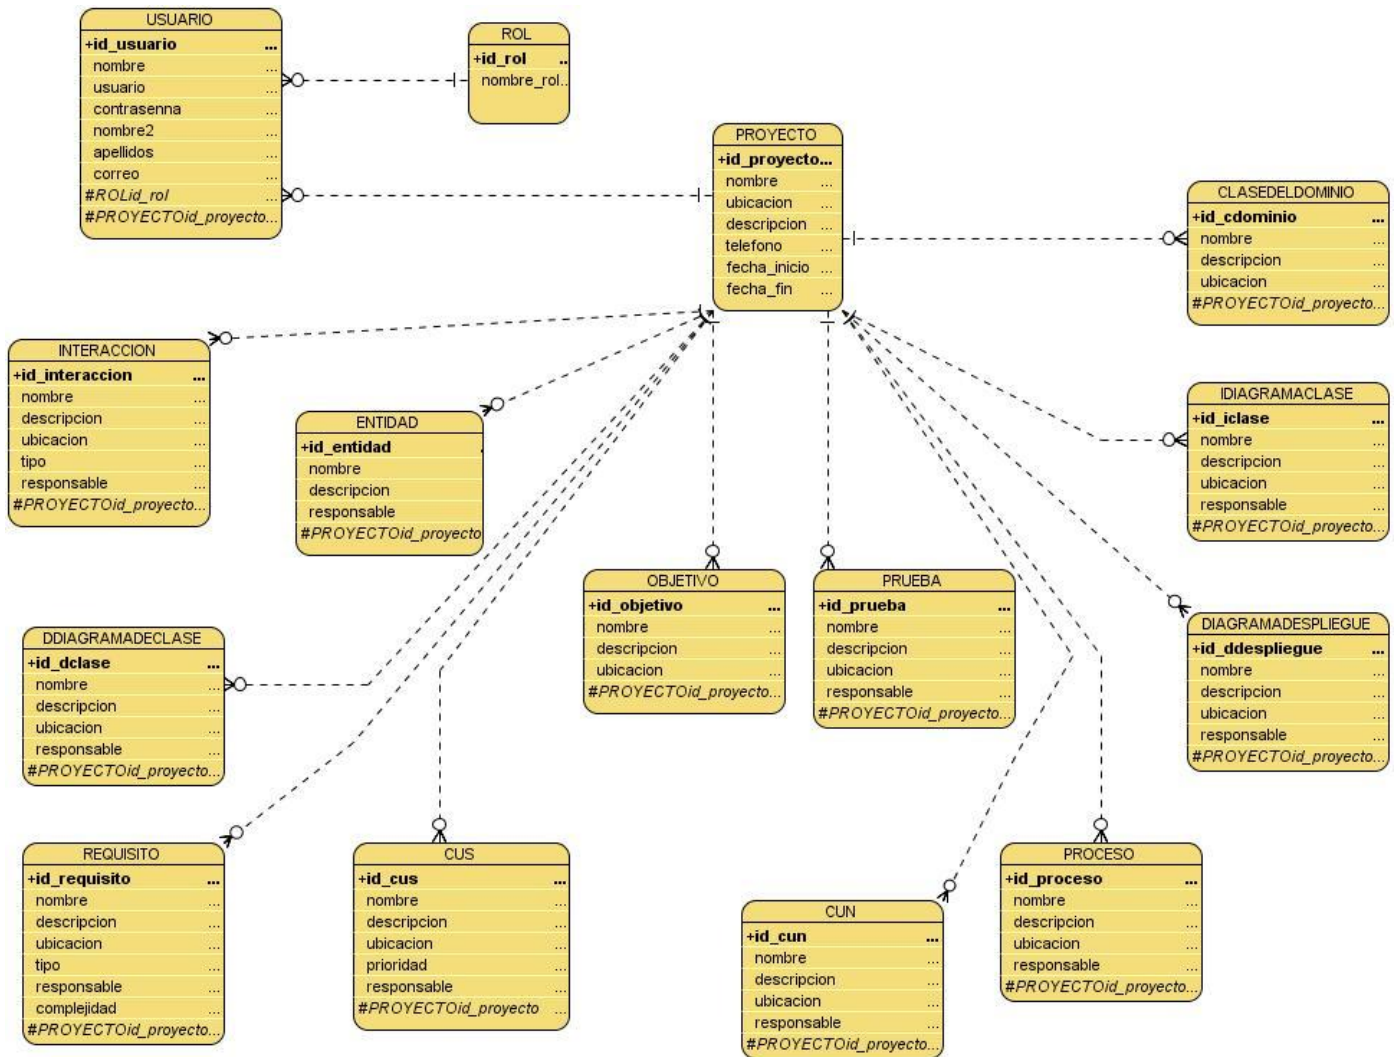 USUARIO
+id_usuario ...
nombre ...
usuario ...
contrasenna ...
nombre2 ...
apellidos ...
correo ...
#ROLid_rol ...
#PROYECTOid_proyecto...
ROL
+id_rol ..
nombre_rol..
PROYECTO
+id_proyecto...
nombre ...
ubicacion ...
descripcion ...
telefono ...
fecha_inicio ...
fecha_fin ...
CLASEDELDOMINIO
+id_cdominio ...
nombre ...
descripcion ...
ubicacion ...
#PROYECTOid_proyecto...
INTERACCION
+id_interaccion ...
nombre ...
descripcion ...
ubicacion ...
tipo ...
responsable ...
#PROYECTOid_proyecto...
ENTIDAD
+id_entidad .
nombre
descripcion
responsable
#PROYECTOid_proyecto
IDIAGRAMACLASE
+id_iclase ...
nombre ...
descripcion ...
ubicacion ...
responsable ...
#PROYECTOid_proyecto...
OBJETIVO
+id_objetivo ...
nombre ...
descripcion ...
ubicacion ...
#PROYECTOid_proyecto...
PRUEBA
+id_prueba ...
nombre ...
descripcion ...
ubicacion ...
responsable ...
#PROYECTOid_proyecto...
DIAGRAMADESPLIEGUE
+id_ddespliegue ...
nombre ...
descripcion ...
ubicacion ...
responsable ...
#PROYECTOid_proyecto...
DDIAGRAMADECLASE
+id_dclase ...
nombre ...
descripcion ...
ubicacion ...
responsable ...
#PROYECTOid_proyecto...
REQUISITO
+id_requisito ...
nombre ...
descripcion ...
ubicacion ...
tipo ...
responsable ...
complejidad ...
#PROYECTOid_proyecto...
CUS
+id_cus ...
nombre ...
descripcion ...
ubicacion ...
prioridad ...
responsable ...
#PROYECTOid_proyecto ...
CUN
+id_cun ...
nombre ...
descripcion ...
ubicacion ...
responsable ...
#PROYECTOid_proyecto...
PROCESO
+id_proceso ...
nombre ...
descripcion ...
ubicacion ...
responsable ...
#PROYECTOid_proyecto...